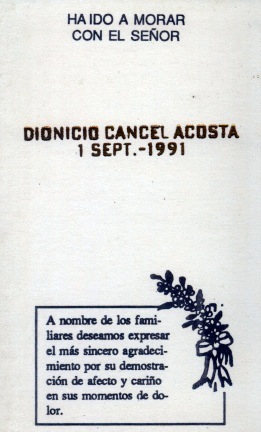 HA IDO A MORAR
CON EL SEÑOR
DIONICIO CANCEL ACOSTA
1 SEPT.-1991
A nombre de los fami-
liares deseamos expresar
el más sincero agradeci-
miento por su demostra-
ción de afecto y cariño
en sus momentos de do-
lor.